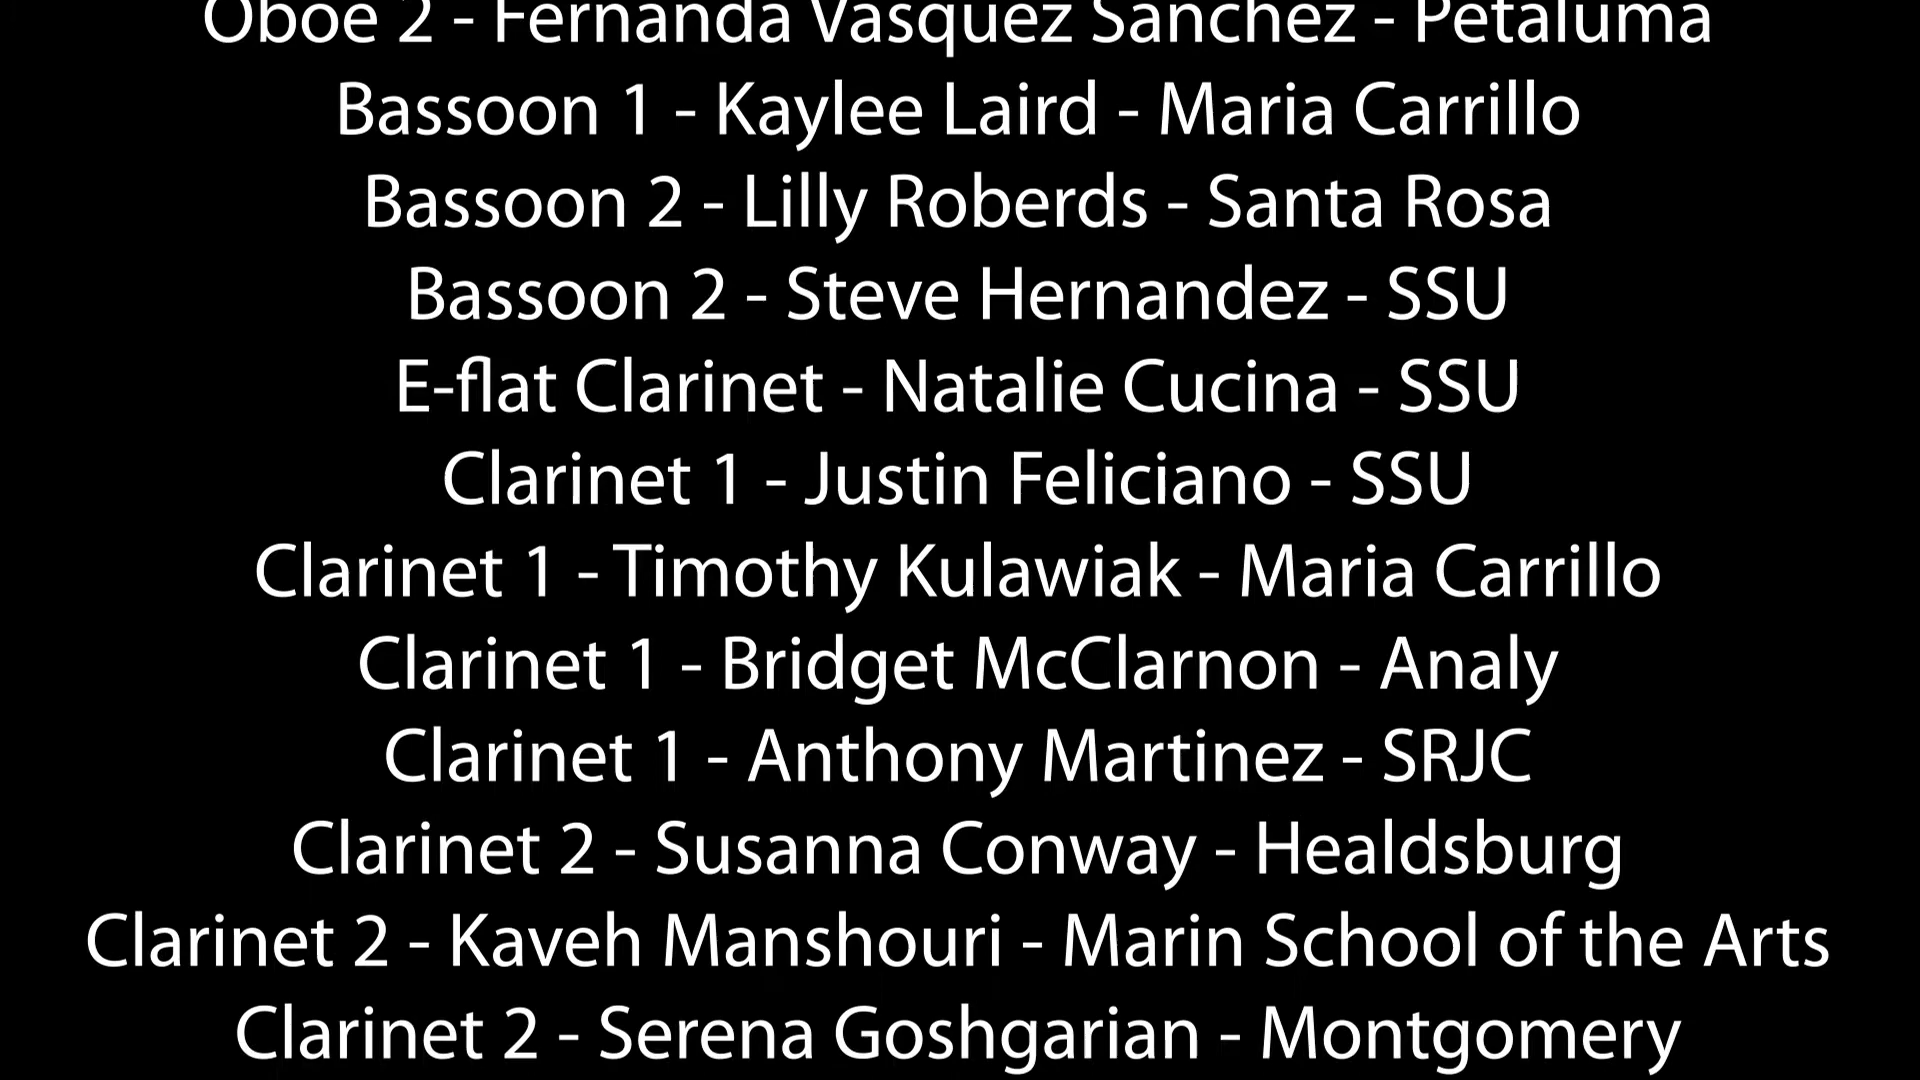 Oboe 2 - Fernanda Vasquez Sanchez - Petaluma
Bassoon 1 - Kaylee Laird - Maria Carrillo
Bassoon 2 - Lilly Roberds - Santa Rosa
Bassoon 2 - Steve Hernandez - SSU
E-flat Clarinet - Natalie Cucina - SSU
Clarinet 1 - Justin Feliciano - SSU
Clarinet 1 - Timothy Kulawiak - Maria Carrillo
Clarinet 1 - Bridget McClarnon - Analy
Clarinet 1 - Anthony Martinez - SRJC
Clarinet 2 - Susanna Conway - Healdsburg
Clarinet 2 - Kaveh Manshouri - Marin School of the Arts
Clarinet 2 - Serena Goshgarian - Montgomery